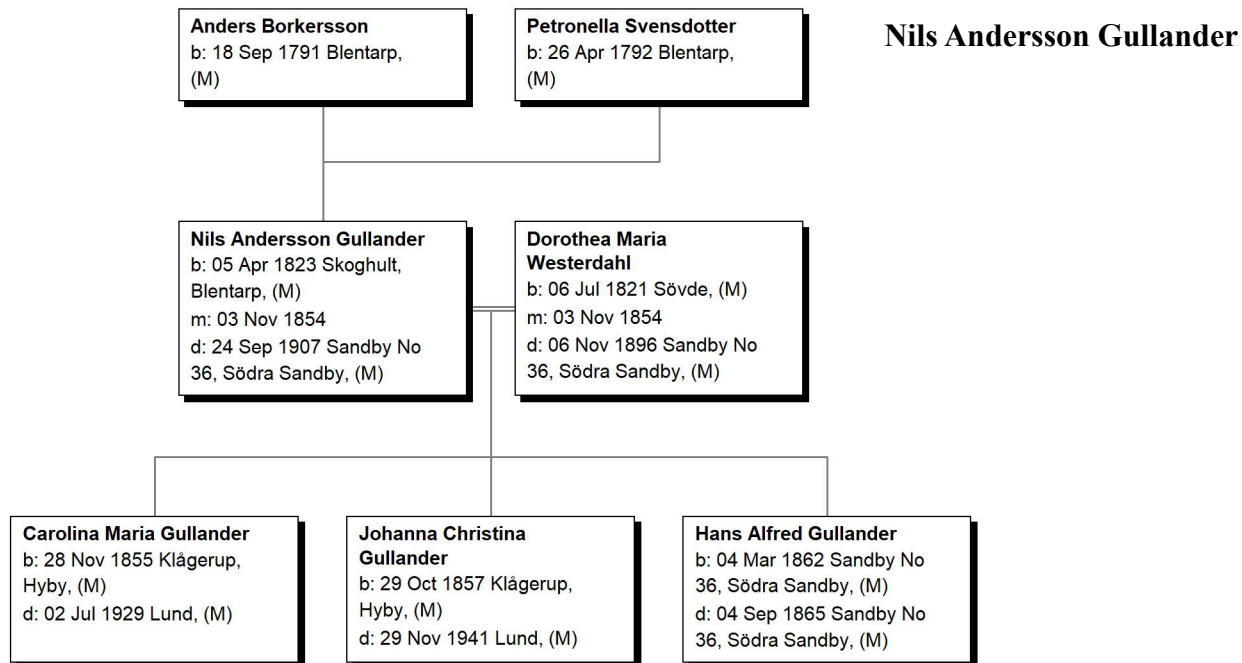 Nils Andersson Gullander
Anders Borkersson
b: 18 Sep 1791 Blentarp,
(M)
Petronella Svensdotter
b: 26 Apr 1792 Blentarp,
(M)
Nils Andersson Gullander
b: 05 Apr 1823 Skoghult,
Blentarp, (M)
m: 03 Nov 1854
d: 24 Sep 1907 Sandby No
36, Södra Sandby, (M)
Dorothea Maria
Westerdahl
b: 06 Jul 1821 Sövde, (M)
m: 03 Nov 1854
d: 06 Nov 1896 Sandby No
36, Södra Sandby, (M)
Carolina Maria Gullander
b: 28 Nov 1855 Klågerup,
Hyby, (M)
d: 02 Jul 1929 Lund, (M)
Johanna Christina
Gullander
b: 29 Oct 1857 Klågerup,
Hyby, (M)
d: 29 Nov 1941 Lund, (M)
Hans Alfred Gullander
b: 04 Mar 1862 Sandby No
36, Södra Sandby, (M)
d: 04 Sep 1865 Sandby No
36, Södra Sandby, (M)